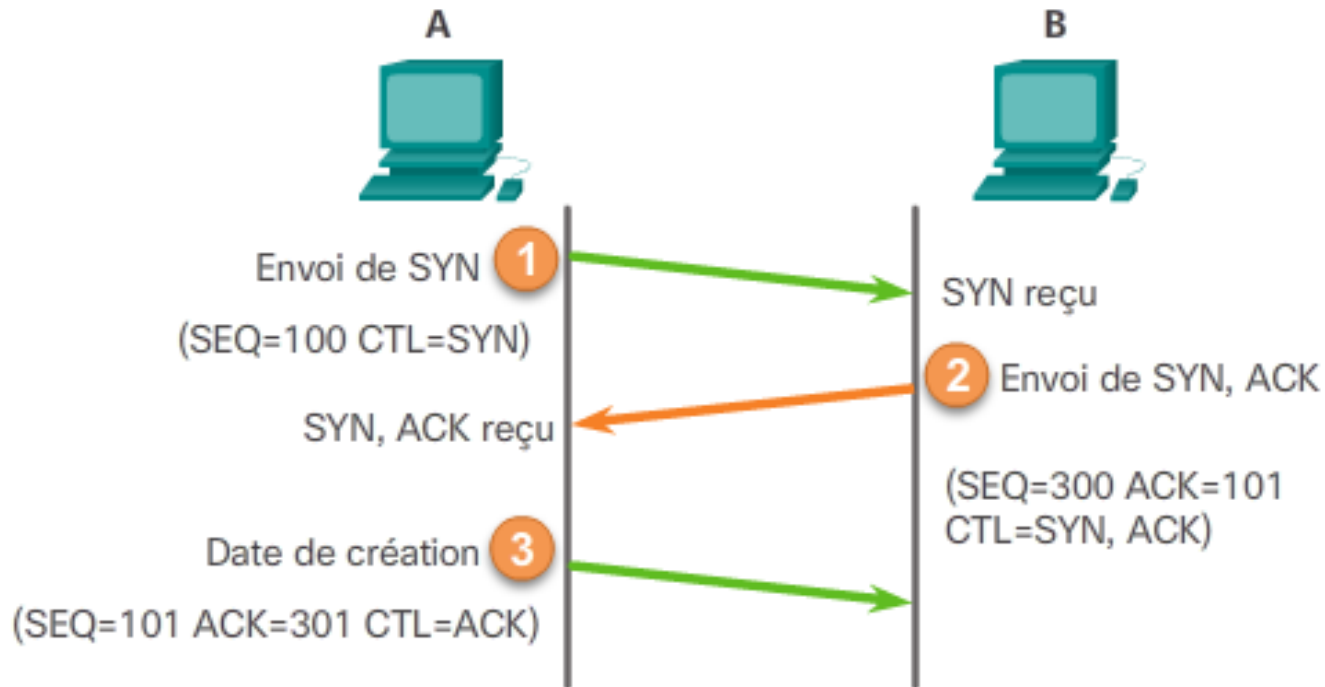 A
B
Envoi de SYN 1
SYN reçu
(SEQ=100 CTL=SYN)
2 Envoi de SYN, ACK
SYN, ACK reçu
(SEQ=300 ACK=101
CTL=SYN, ACK)
Date de création 3
(SEQ=101 ACK=301 CTL=ACK)